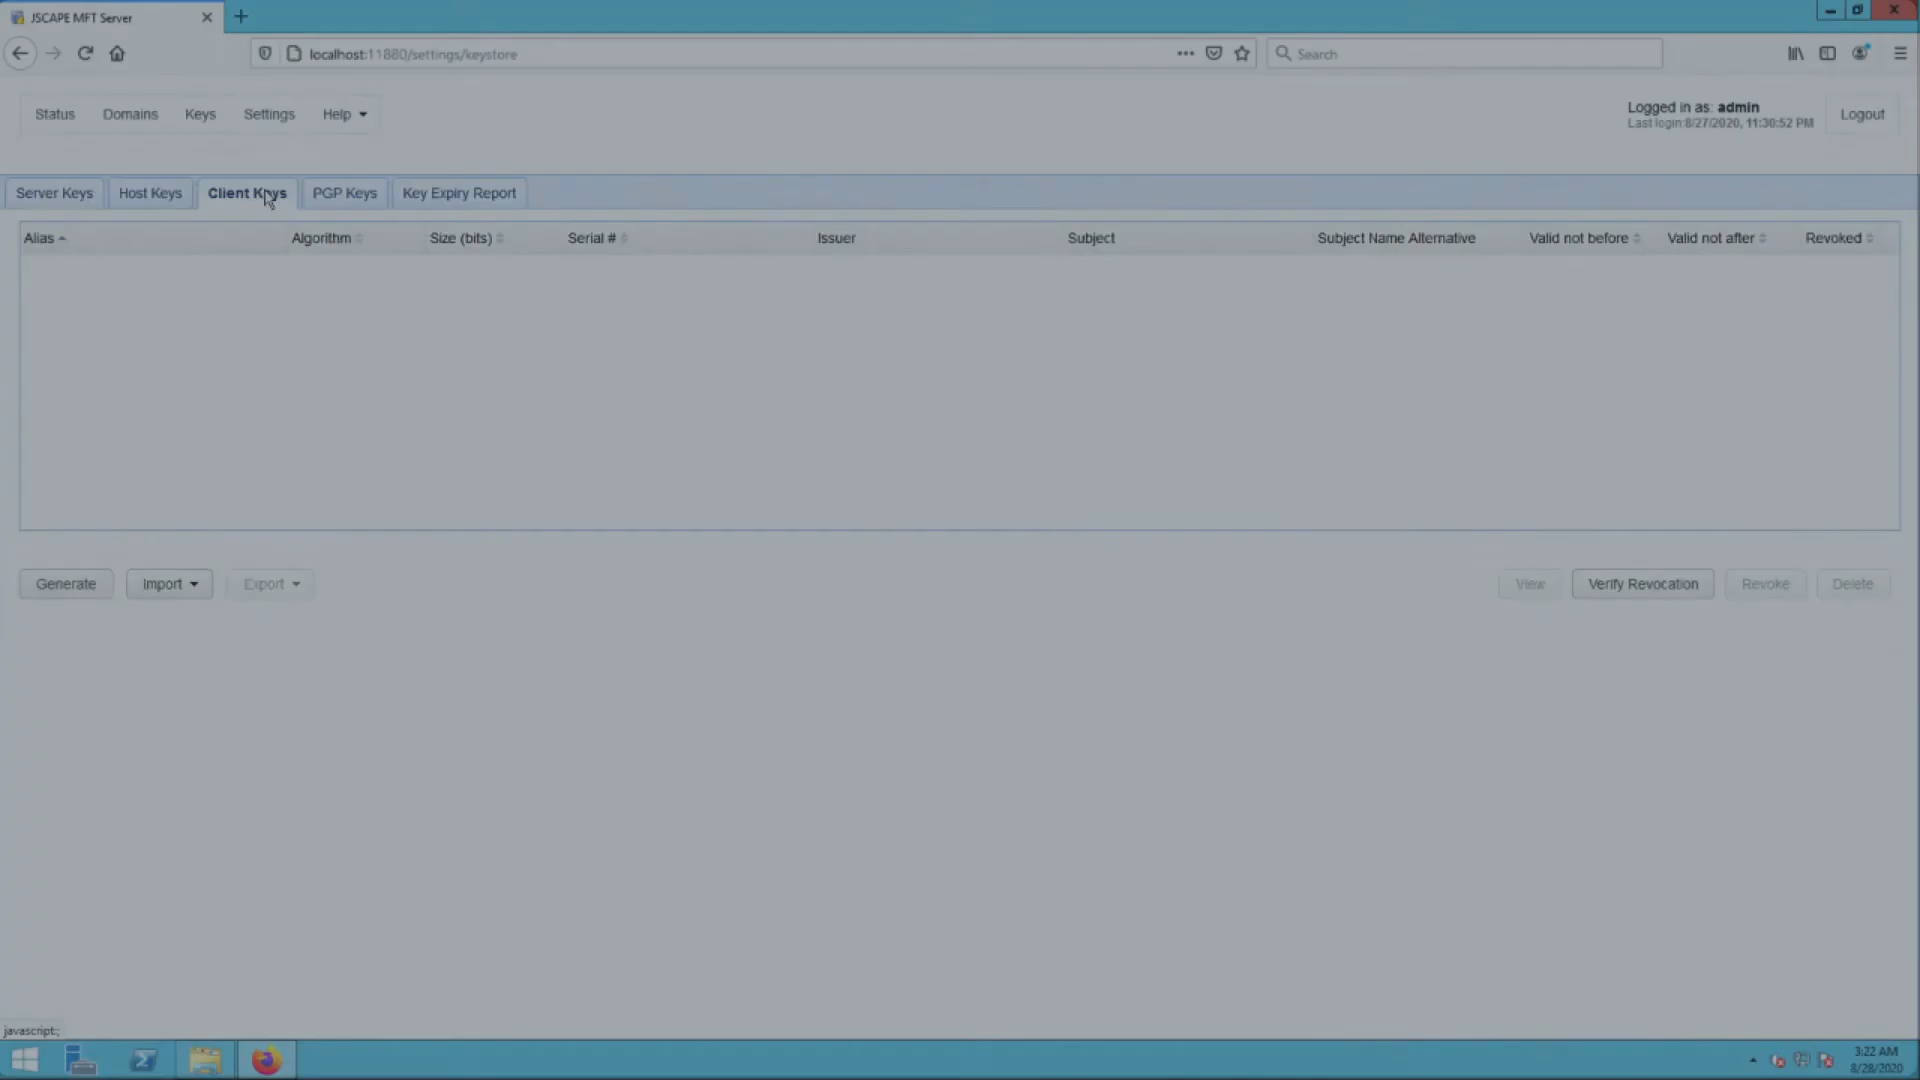 JSCAPE MFT Server
localhost:11880/settings/keystore
Search
Status Domains Keys Settings Help
Logged in as: admin
Last login:8/27/2020, 11:30:52 PM
Logout
Server Keys Host Keys Client Keys PGP Keys Key Expiry Report
Alias Algorithm Size (bits) Serial # Issuer Subject Subject Name Alternative Valid not before Valid not after Revoked
Generate Import Export View Verify Revocation Revoke Delete
javascript:;
3:22 AM
8/28/2020